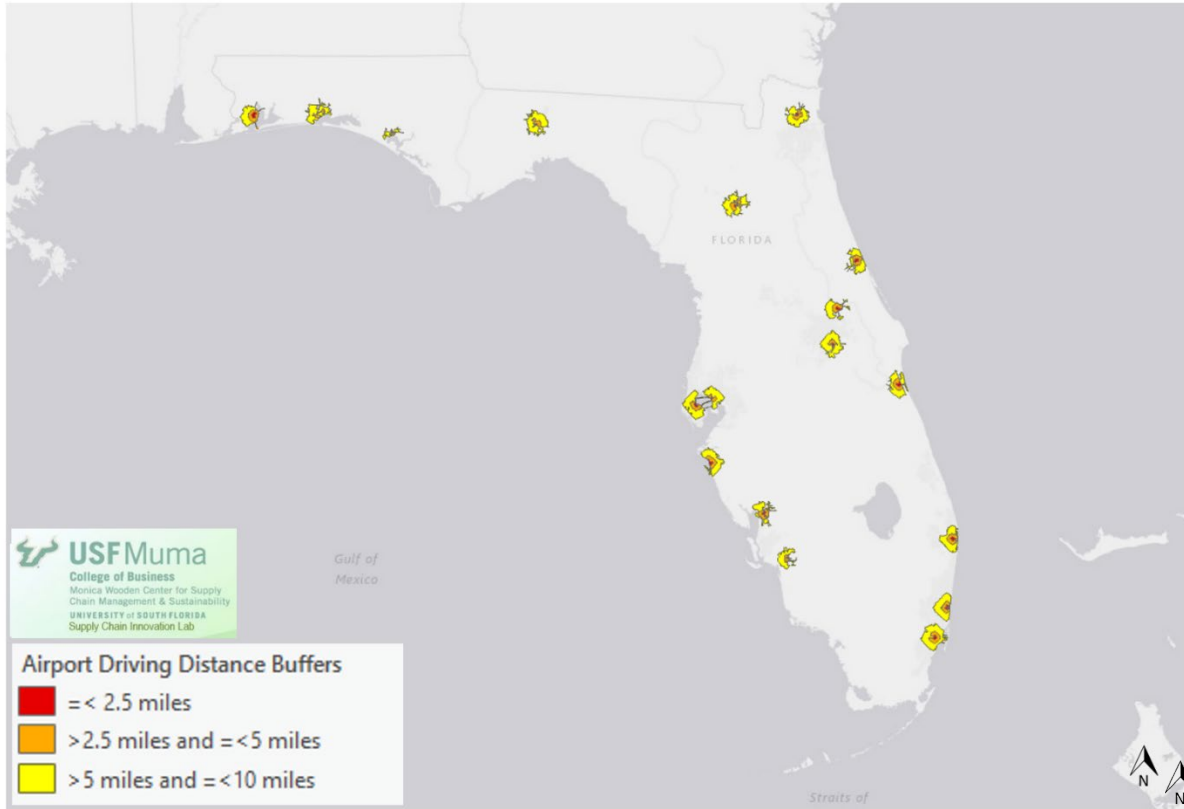 FLORIDA
Gulf of
Mexico
USF Muma
College of Business
Monica Wooden Center for Supply
Chain Management & Sustainability
UNIVERSITY of SOUTH FLORIDA
Supply Chain Innovation Lab
Airport Driving Distance Buffers
=< 2.5 miles
>2.5 miles and =<5 miles
>5 miles and =<10 miles
Straits of
N
N